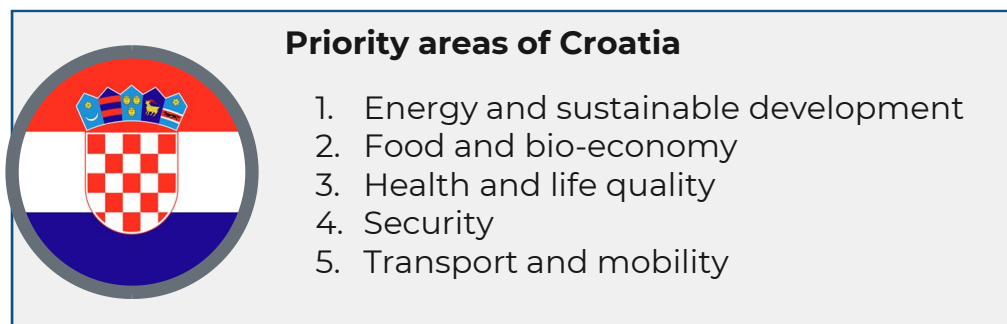 Priority areas of Croatia
1. Energy and sustainable development
2. Food and bio-economy
3. Health and life quality
4. Security
5. Transport and mobility